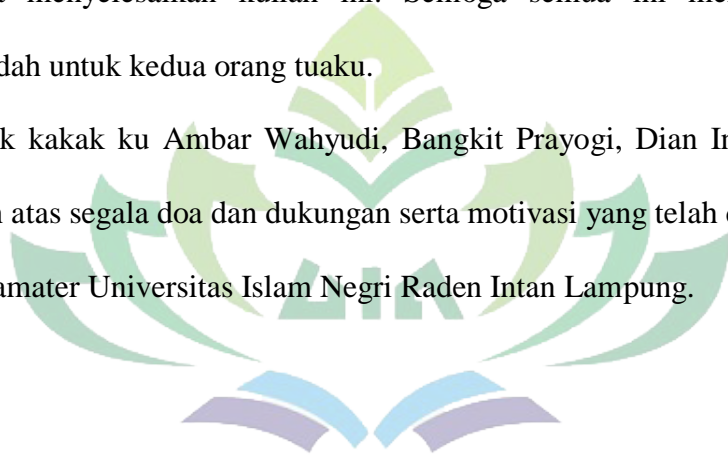 menyelesaikan kuliah ini. Semoga semua ini
dah untuk kedua orang tuaku.
k kakak ku Ambar Wahyudi, Bangkit Prayogi, Dian In
atas segala doa dan dukungan serta motivasi yang telah
amater Universitas Islam Negri Raden Intan Lampung.